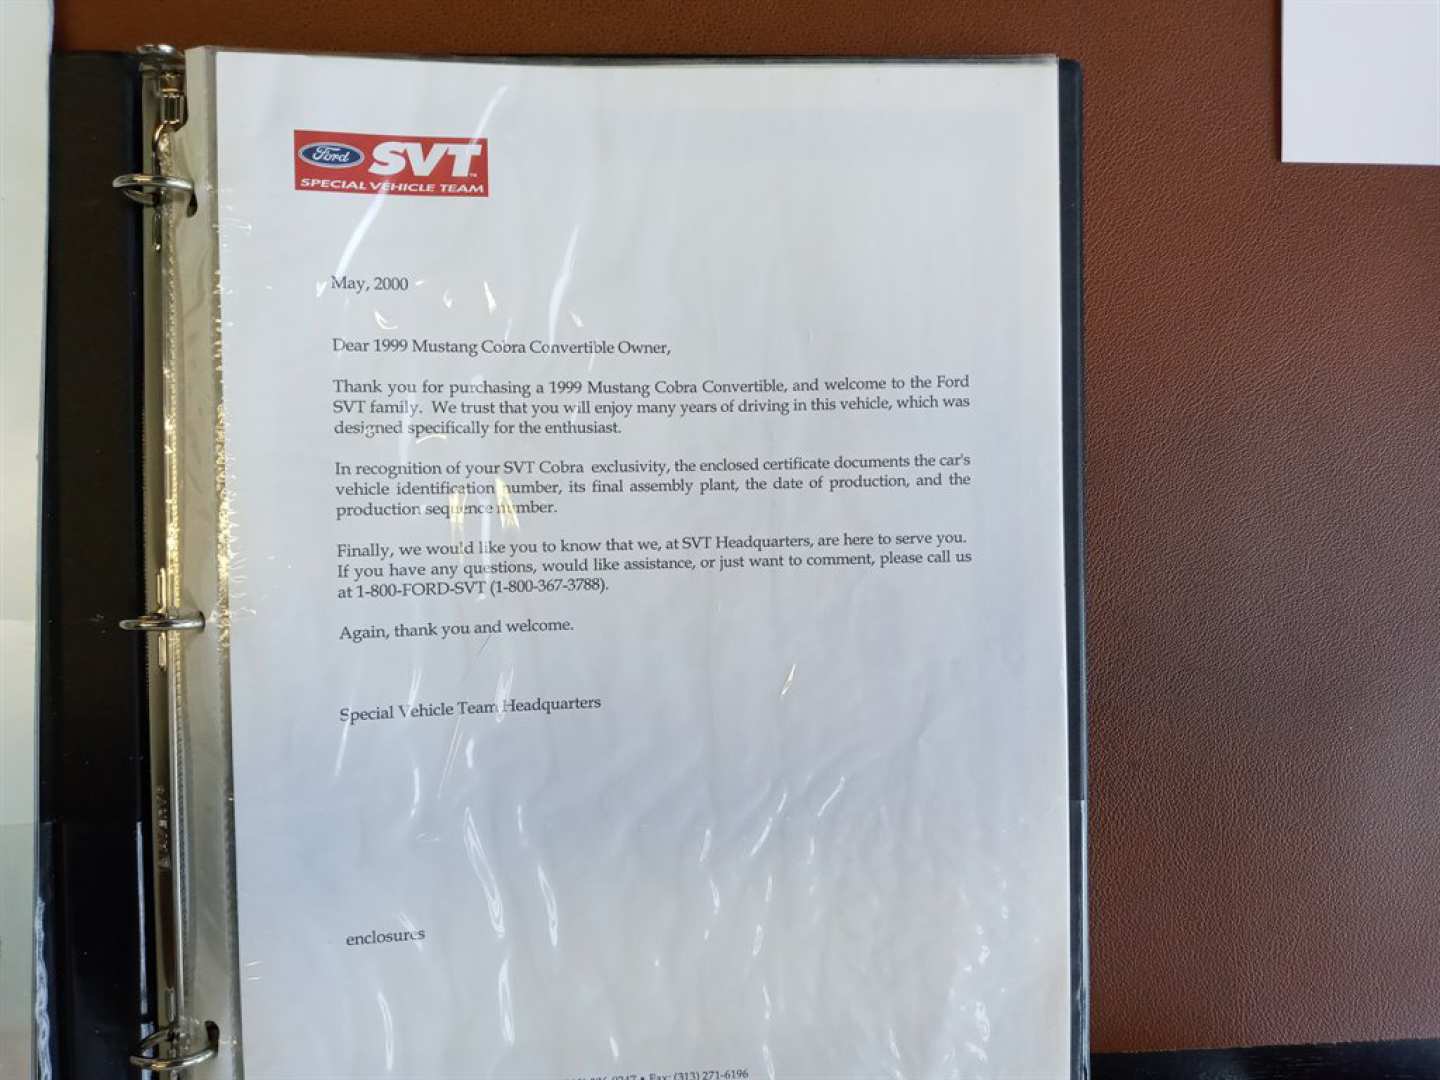 Ford SVT™
SPECIAL VEHICLE TEAM
May, 2000
Dear 1999 Mustang Cobra Convertible Owner,
Thank you for purchasing a 1999 Mustang Cobra Convertible, and welcome to the Ford
SVT family. We trust that you will enjoy many years of driving in this vehicle, which was
designed specifically for the enthusiast.
In recognition of your SVT Cobra exclusivity, the enclosed certificate documents the car's
vehicle identification number, its final assembly plant, the date of production, and the
production sequence number.
Finally, we would like you to know that we, at SVT Headquarters, are here to serve you.
If you have any questions, would like assistance, or just want to comment, please call us
at 1-800-FORD-SVT (1-800-367-3788).
Again, thank you and welcome.
Special Vehicle Team Headquarters
enclosures
• Fax: (313) 271-6196